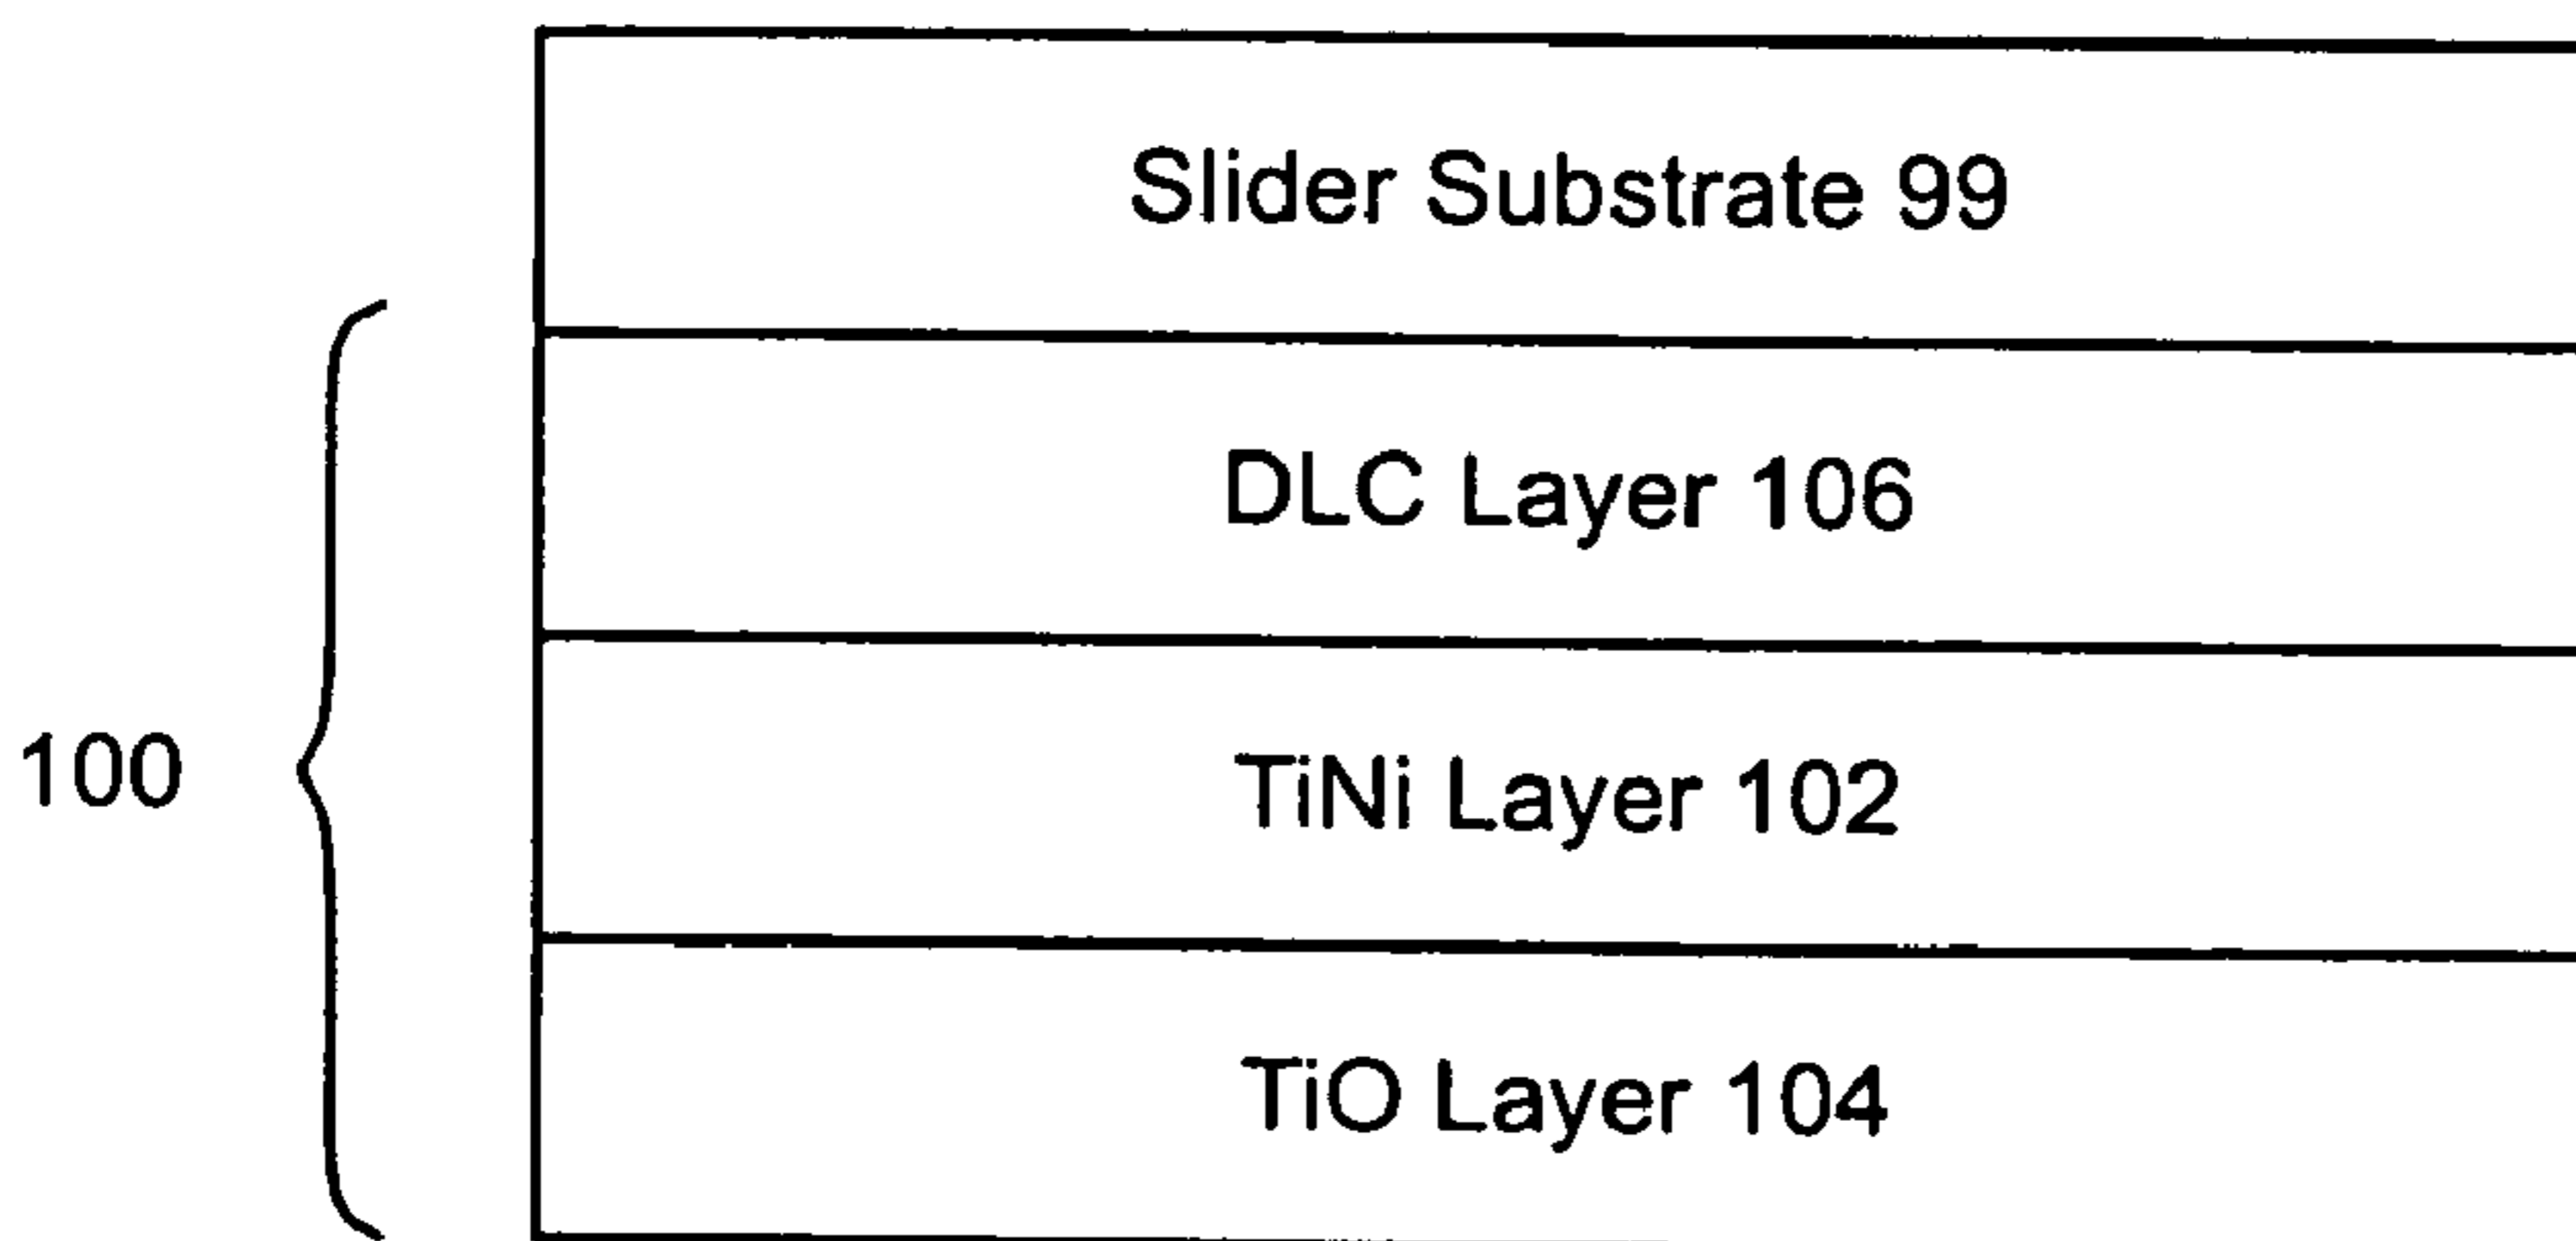 Slider Substrate 99
DLC Layer 106
100
TiNi Layer 102
TiO Layer 104